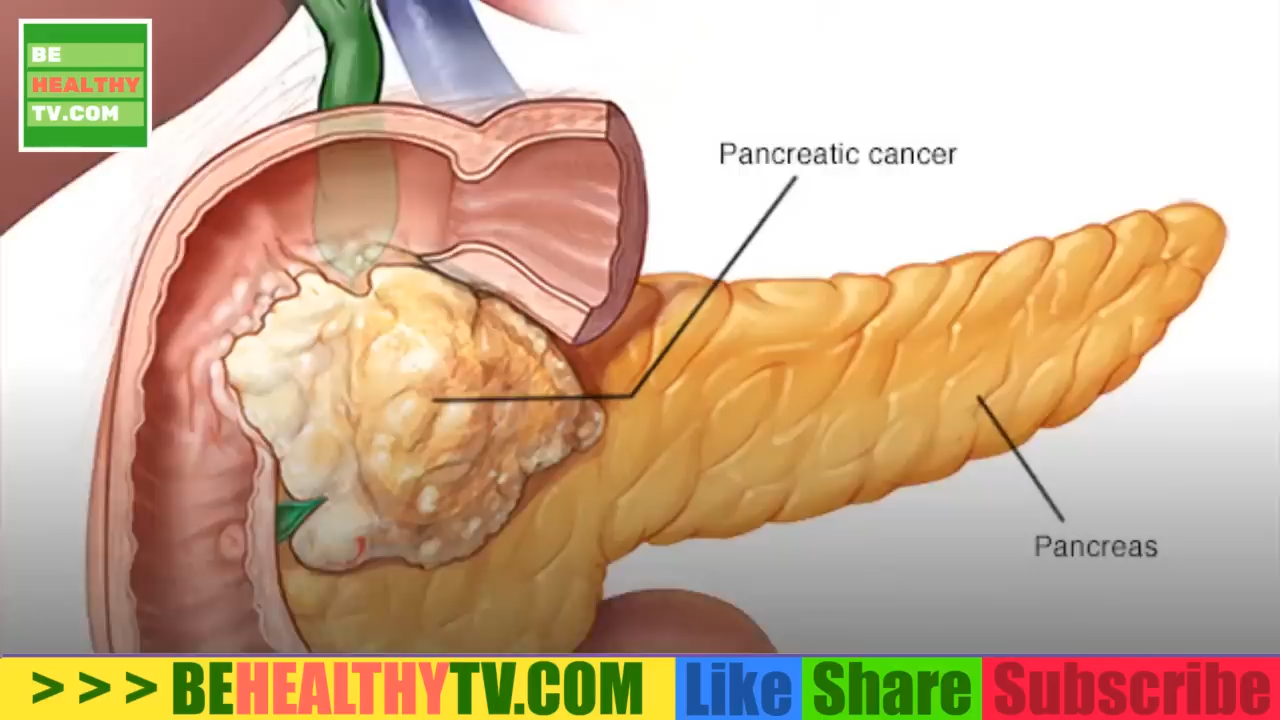 BE
HEALTHY
TV.COM
Pancreatic cancer
Pancreas
> > > BEHEALTHYTV.COM Like Share Subscribe